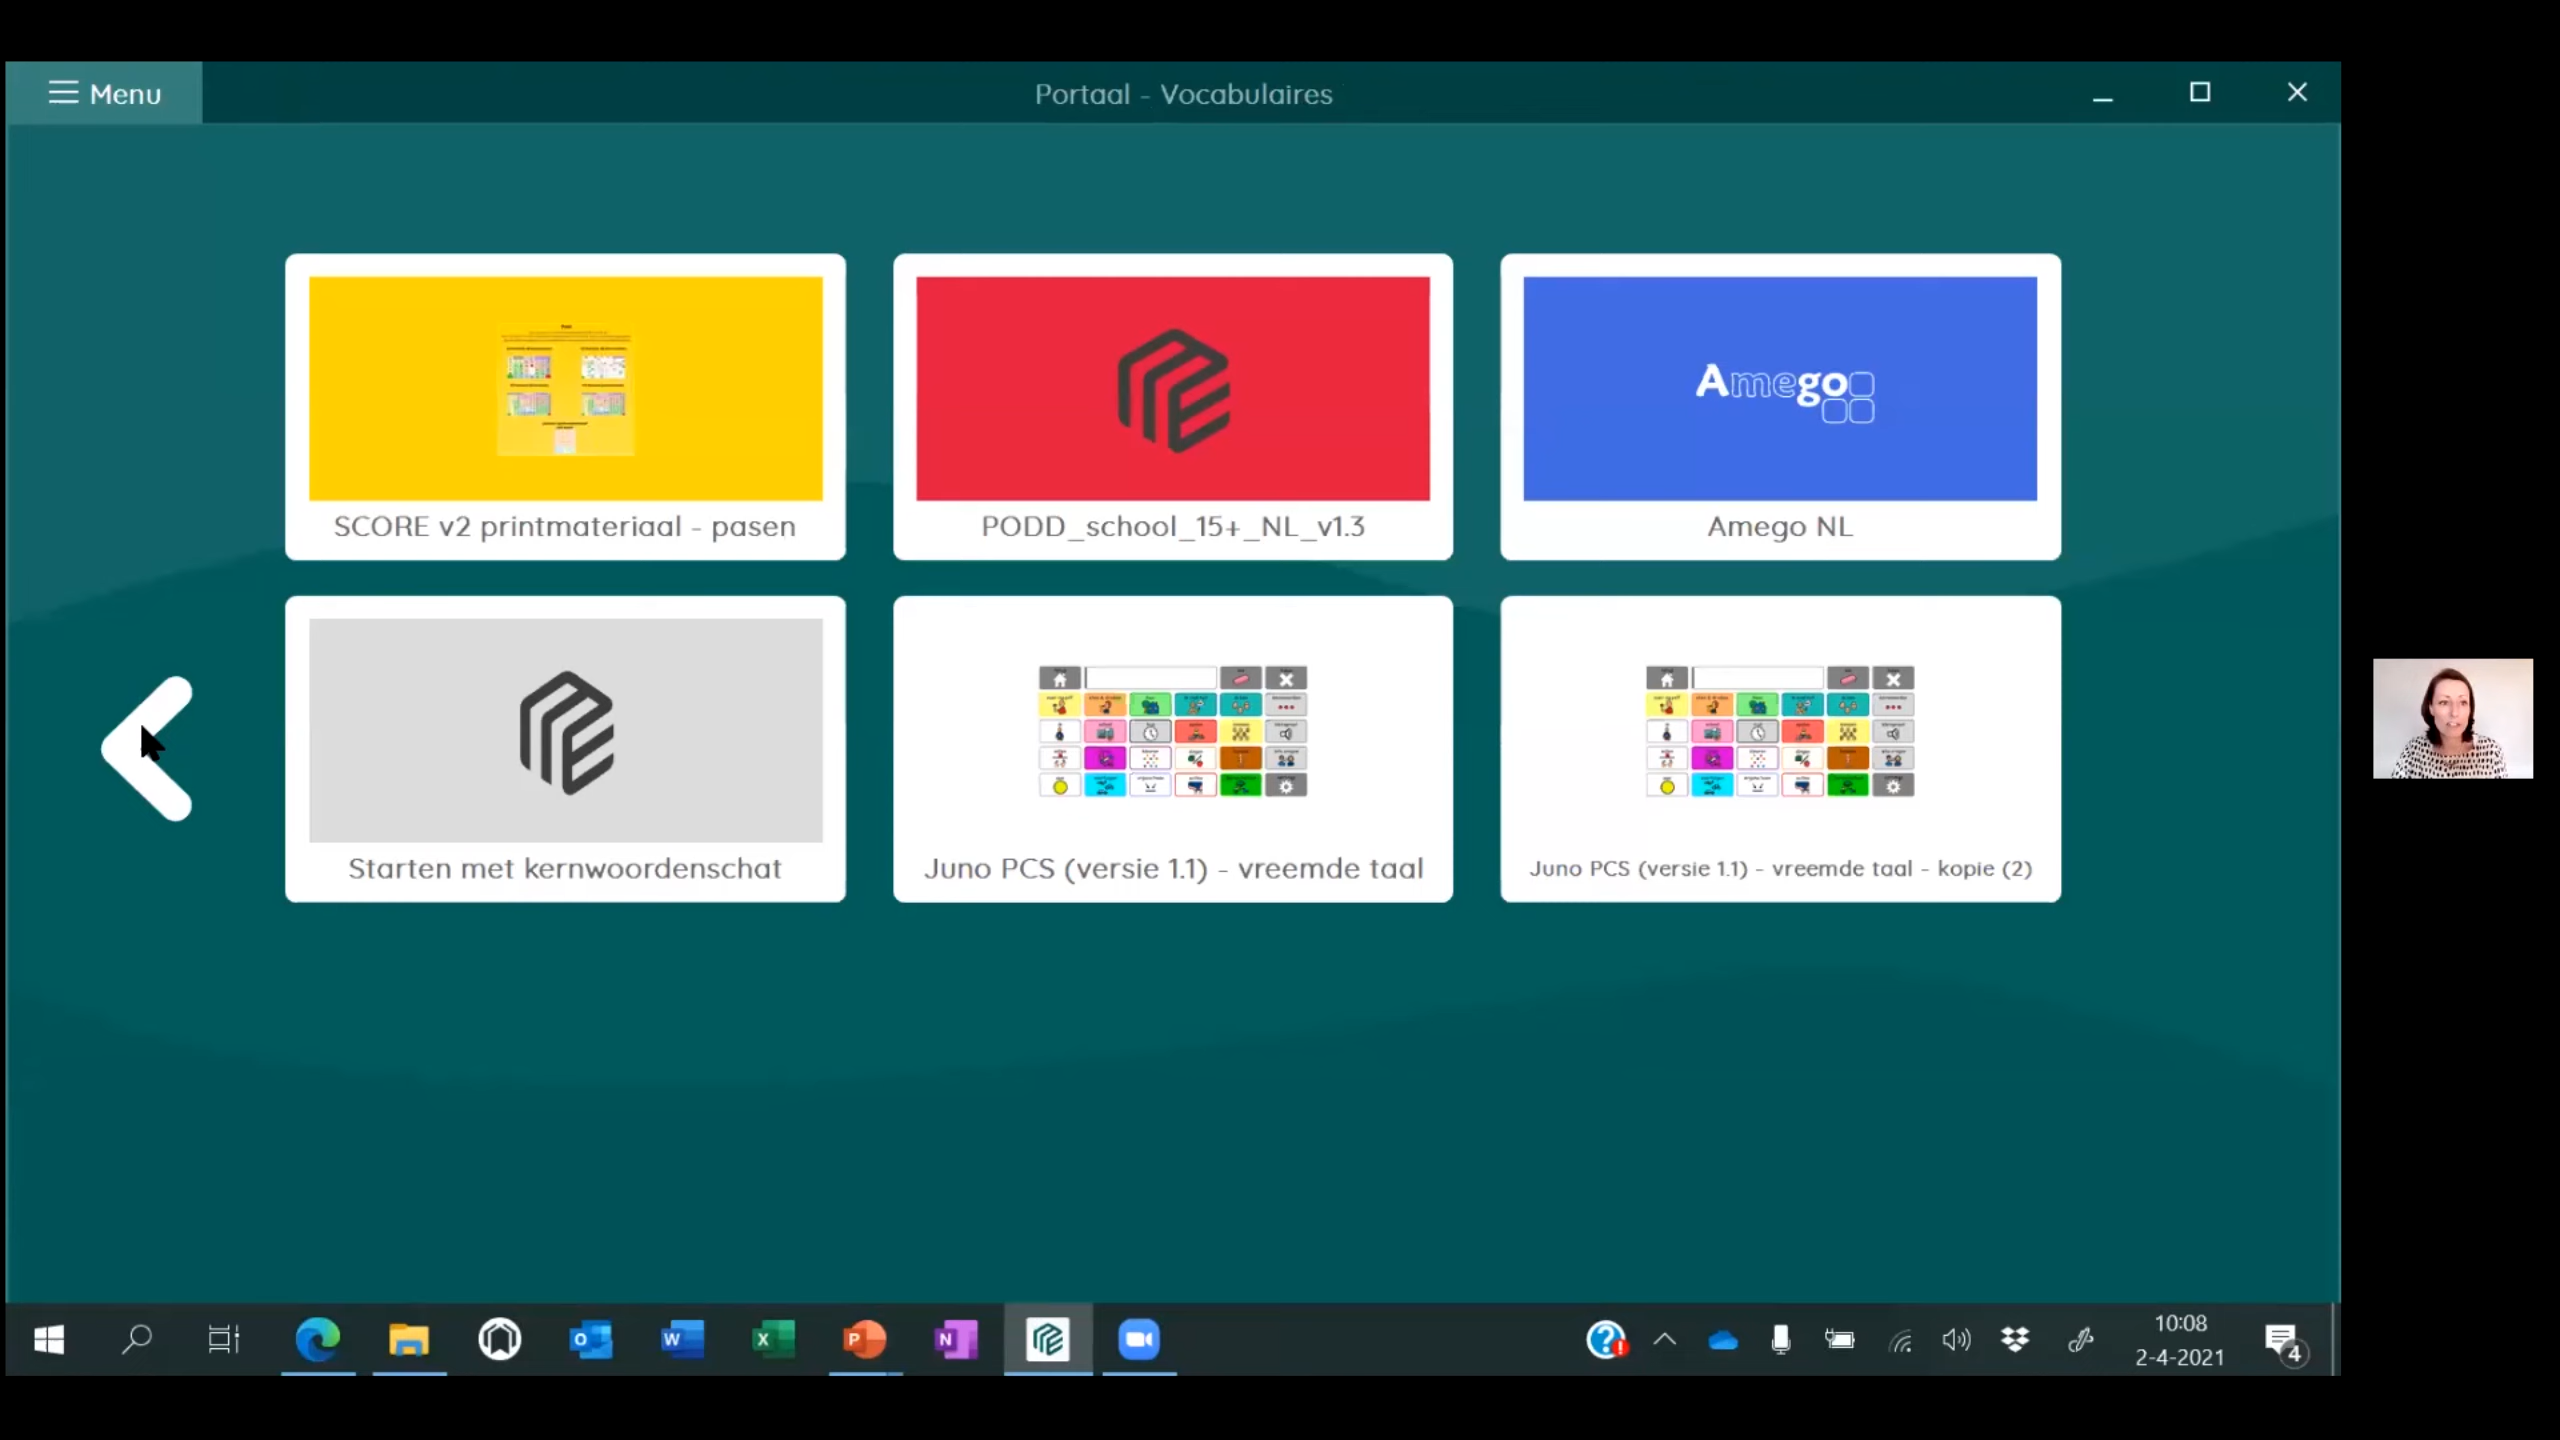 Menu
Portaal - Vocabulaires
SCORE v2 printmateriaal - pasen
PODD_school_15+_NL_v1.3
Amego
Amego NL
Starten met kernwoordenschat
Juno PCS (versie 1.1) - vreemde taal
Juno PCS (versie 1.1) - vreemde taal - kopie (2)
10:08
2-4-2021
4